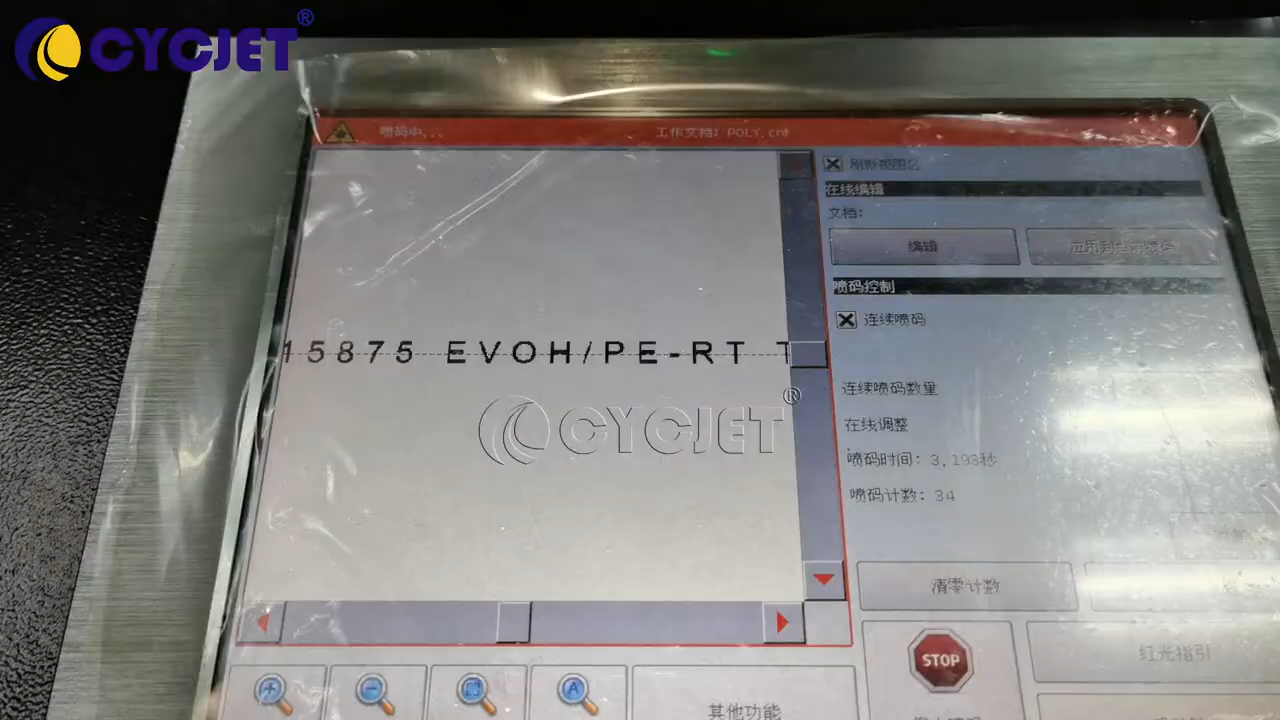 CYCJET®
喷码中... 工作文档: POLY.cnf
刷新视图区
在线编辑
文档:
编辑
喷码控制
连续喷码
15875 EVOH/PE-RT T
连续喷码数量
CYCJET®
在线调整
喷码时间: 3.193秒
喷码计数: 34
清零计数
STOP
红光指引
A
其他功能